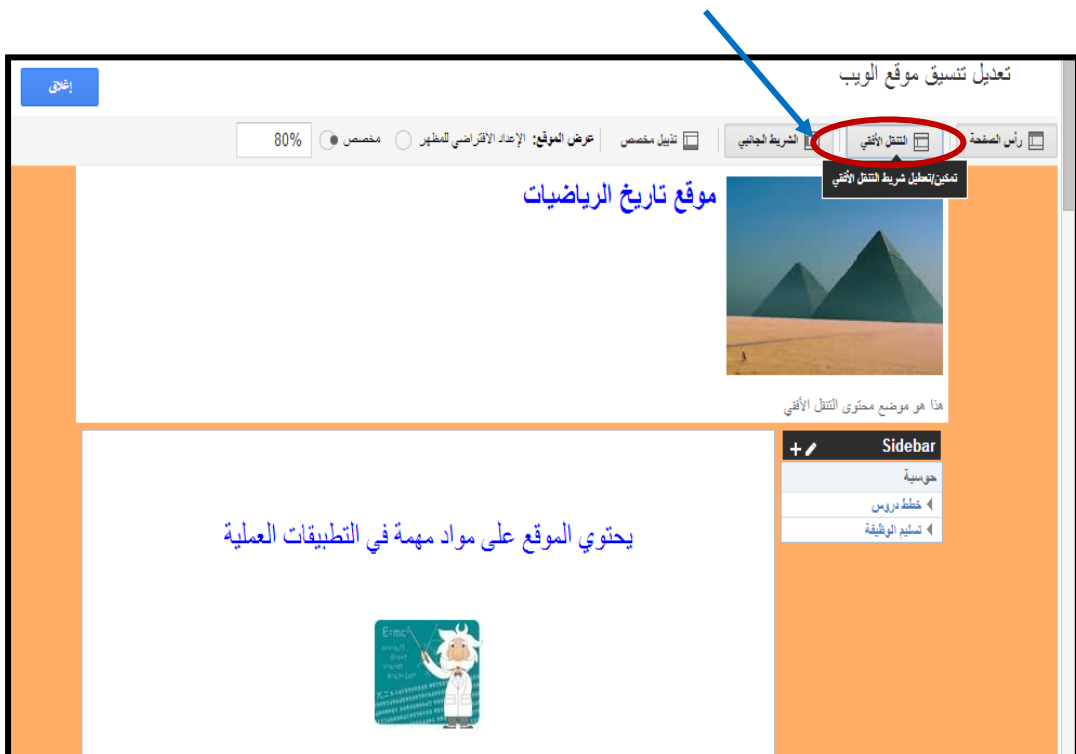 تعديل تنسيق موقع الويب
إغلاق
رأس الصفحة التنقل الأفقي الشريط الجانبي تذييل مخصص عرض الموقع: الإعداد الافتراضي للمظهر مخصص 80%
تمكين/تعطيل شريط التنقل الأفقي
موقع تاريخ الرياضيات
هذا هو موضع محتوى التنقل الأفقي
Sidebar
حوسبة
خطط دروس
تسليم الوظيفة
يحتوي الموقع على مواد مهمة في التطبيقات العملية
E=mc²